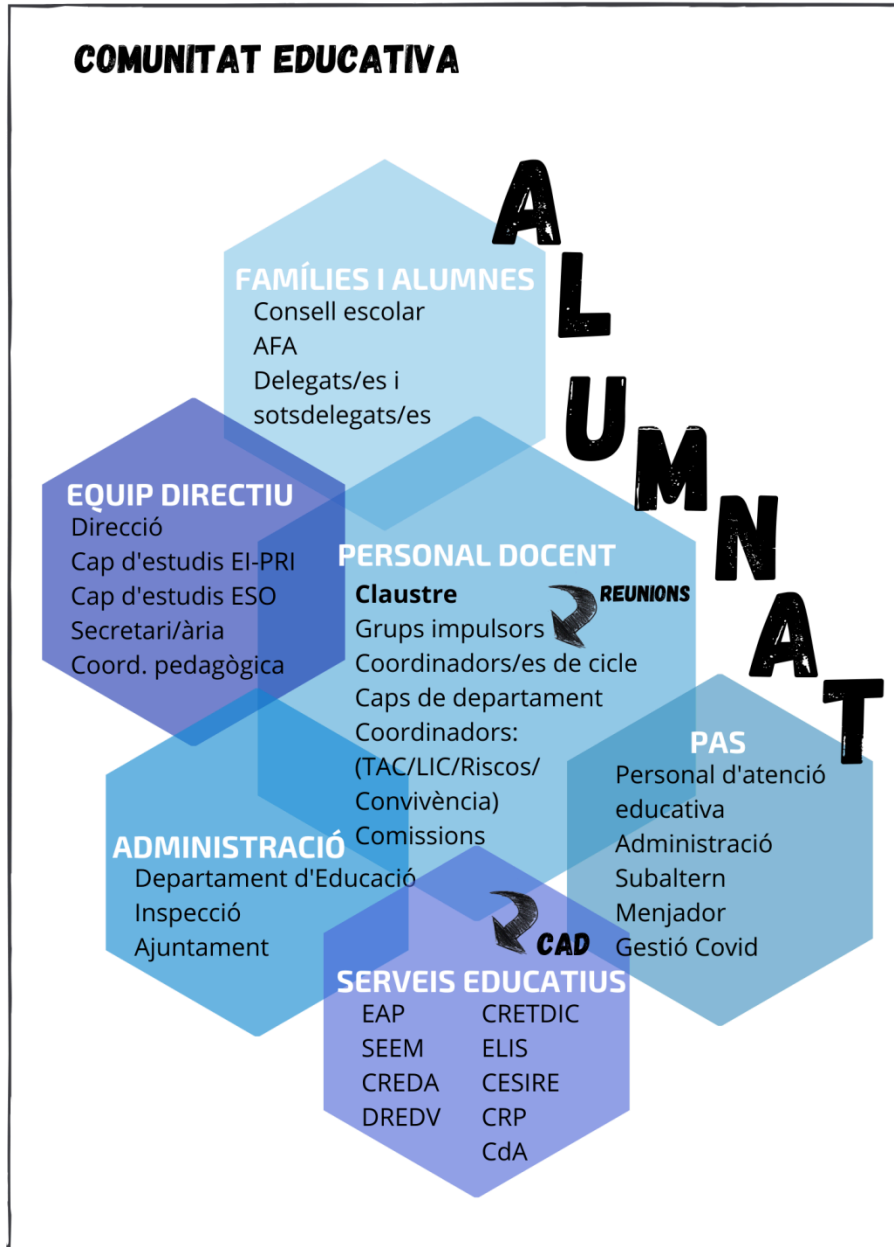 COMUNITAT EDUCATIVA
ALUMNAT
FAMÍLIES I ALUMNES
Consell escolar
AFA
Delegats/es i
sotsdelegats/es
EQUIP DIRECTIU
Direcció
Cap d'estudis EI-PRI
Cap d'estudis ESO
Secretari/ària
Coord. pedagògica
PERSONAL DOCENT
Claustre
REUNIONS
Grups impulsors
Coordinadors/es de cicle
Caps de departament
Coordinadors:
(TAC/LIC/Riscos/
Convivència)
Comissions
PAS
Personal d'atenció
educativa
Administració
Subaltern
Menjador
Gestió Covid
ADMINISTRACIÓ
Departament d'Educació
Inspecció
Ajuntament
CAD
SERVEIS EDUCATIUS
EAP
SEEM
CREDA
DREDV
CRETDIC
ELIS
CESIRE
CRP
CdA